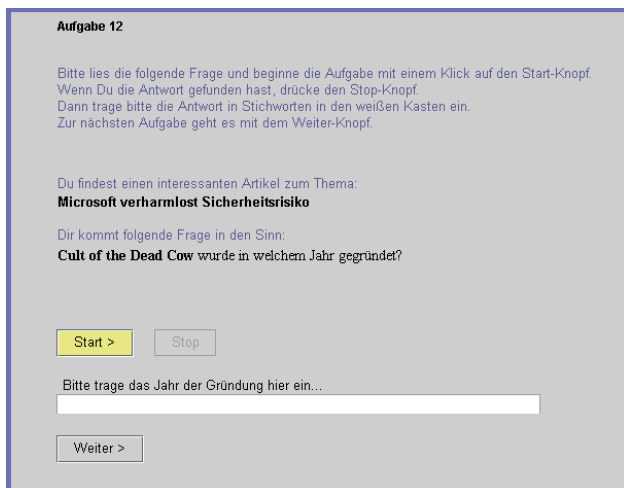 Aufgabe 12
Bitte lies die folgende Frage und beginne die Aufgabe mit einem Klick auf den Start-Knopf.
Wenn Du die Antwort gefunden hast, drücke den Stop-Knopf.
Dann trage bitte die Antwort in Stichworten in den weißen Kasten ein.
Zur nächsten Aufgabe geht es mit dem Weiter-Knopf.
Du findest einen interessanten Artikel zum Thema:
Microsoft verharmlost Sicherheitsrisiko
Dir kommt folgende Frage in den Sinn:
Cult of the Dead Cow wurde in welchem Jahr gegründet?
Start > Stop
Bitte trage das Jahr der Gründung hier ein...
Weiter >